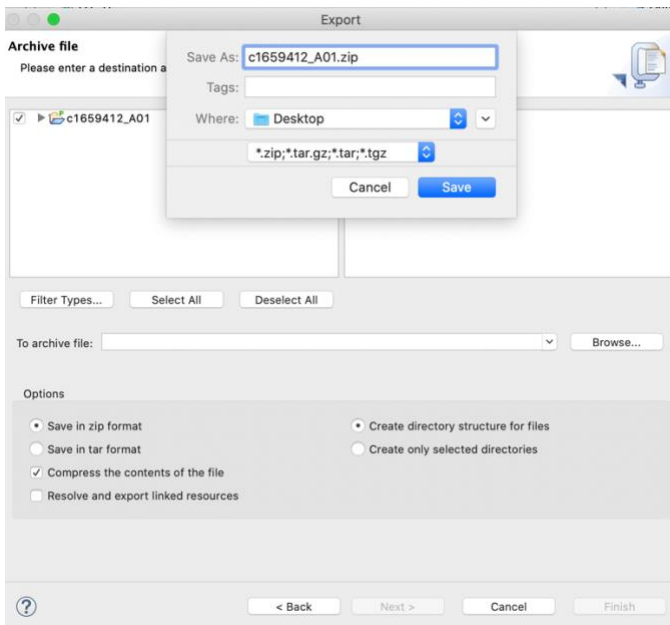 Export
Archive file
Please enter a destination a
Save As: c1659412_A01.zip
Tags:
Where: Desktop
*.zip;*.tar.gz;*.tar;*.tgz
Cancel Save
c1659412_A01
Filter Types... Select All Deselect All
To archive file: Browse...
Options
Save in zip format Create directory structure for files
Save in tar format Create only selected directories
Compress the contents of the file
Resolve and export linked resources
? < Back Next > Cancel Finish